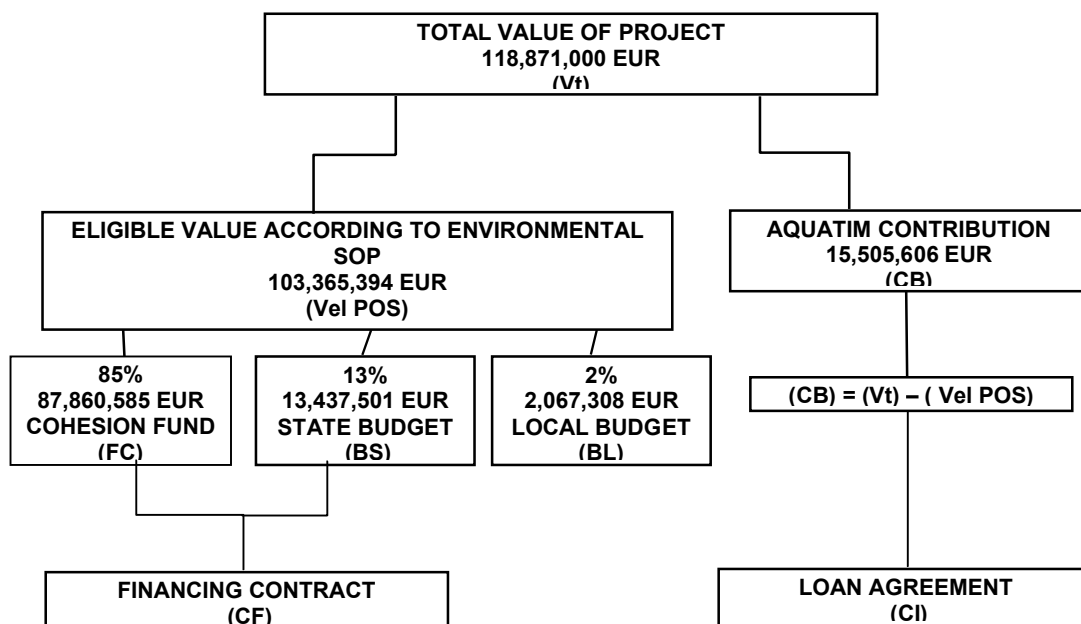 TOTAL VALUE OF PROJECT
118,871,000 EUR
(Vt)
ELIGIBLE VALUE ACCORDING TO ENVIRONMENTAL
SOP
103,365,394 EUR
(Vel POS)
AQUATIM CONTRIBUTION
15,505,606 EUR
(CB)
85%
87,860,585 EUR
COHESION FUND
(FC)
13%
13,437,501 EUR
STATE BUDGET
(BS)
2%
2,067,308 EUR
LOCAL BUDGET
(BL)
(CB) = (Vt) – ( Vel POS)
FINANCING CONTRACT
(CF)
LOAN AGREEMENT
(CI)